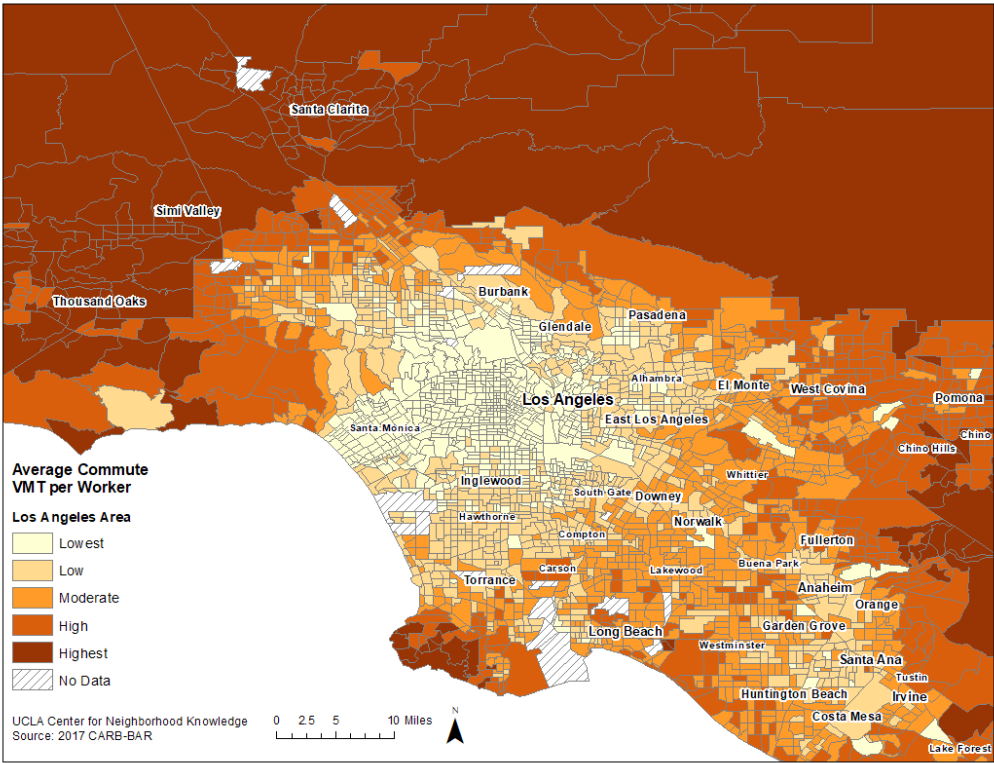 Santa Clarita
Simi Valley
Thousand Oaks
Burbank
Glendale
Pasadena
Alhambra
El Monte
West Covina
Pomona
Los Angeles
East Los Angeles
Santa Monica
Chino
Chino Hills
Whittier
Inglewood
South Gate
Downey
Hawthorne
Norwalk
Compton
Fullerton
Carson
Lakewood
Buena Park
Torrance
Anaheim
Orange
Long Beach
Garden Grove
Westminster
Santa Ana
Tustin
Huntington Beach
Irvine
Costa Mesa
Lake Forest
Average Commute
VMT per Worker
Los Angeles Area
Lowest
Low
Moderate
High
Highest
No Data
UCLA Center for Neighborhood Knowledge
Source: 2017 CARB-BAR
0 2.5 5 10 Miles
N